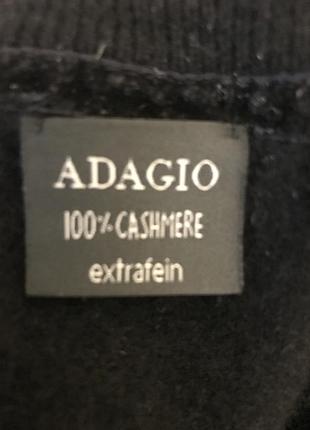 ADAGIO
100% CASHMERE
extrafein